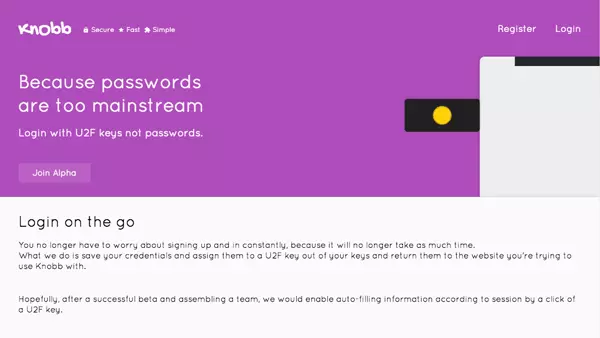 Knobb Secure Fast Simple Register Login
Because passwords
are too mainstream
Login with U2F keys not passwords.
Join Alpha
Login on the go
You no longer have to worry about signing up and in constantly, because it will no longer take as much time.
What we do is save your credentials and assign them to a U2F key out of your keys and return them to the website you're trying to
use Knobb with.
Hopefully, after a successful beta and assembling a team, we would enable auto-filling information according to session by a click of
a U2F key.